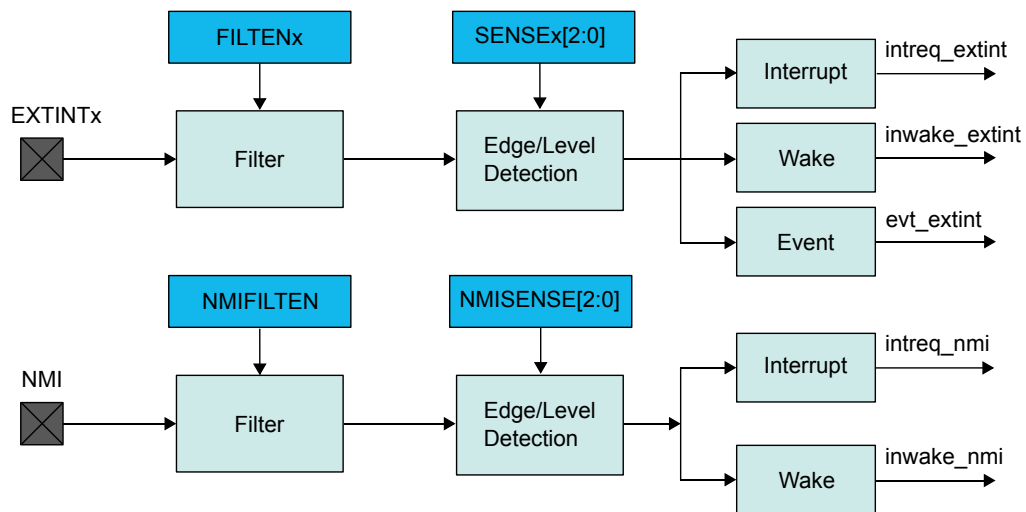 FILTENx
SENSEx[2:0]
EXTINTx
Filter
Edge/Level
Detection
Interrupt
intreq_extint
Wake
inwake_extint
Event
evt_extint
NMIFILTEN
NMISENSE[2:0]
NMI
Filter
Edge/Level
Detection
Interrupt
intreq_nmi
Wake
inwake_nmi